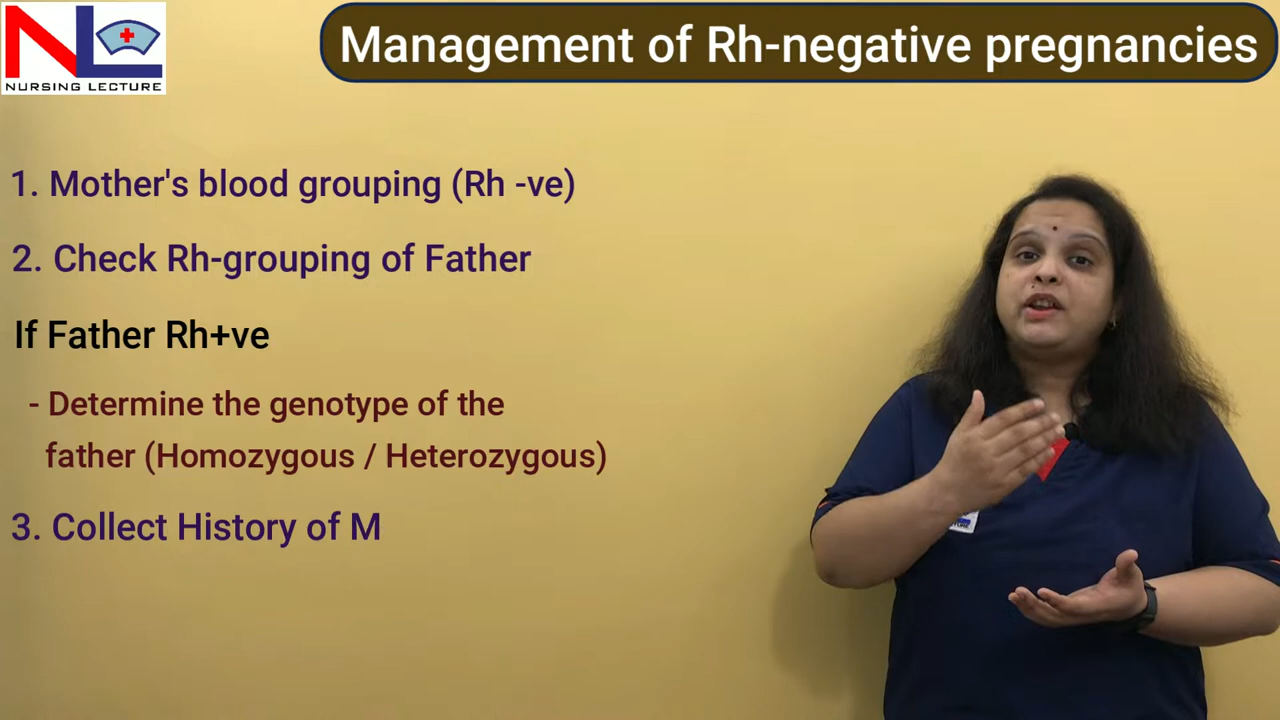 NL
NURSING LECTURE
Management of Rh-negative pregnancies
1. Mother's blood grouping (Rh -ve)
2. Check Rh-grouping of Father
If Father Rh+ve
- Determine the genotype of the
father (Homozygous / Heterozygous)
3. Collect History of M